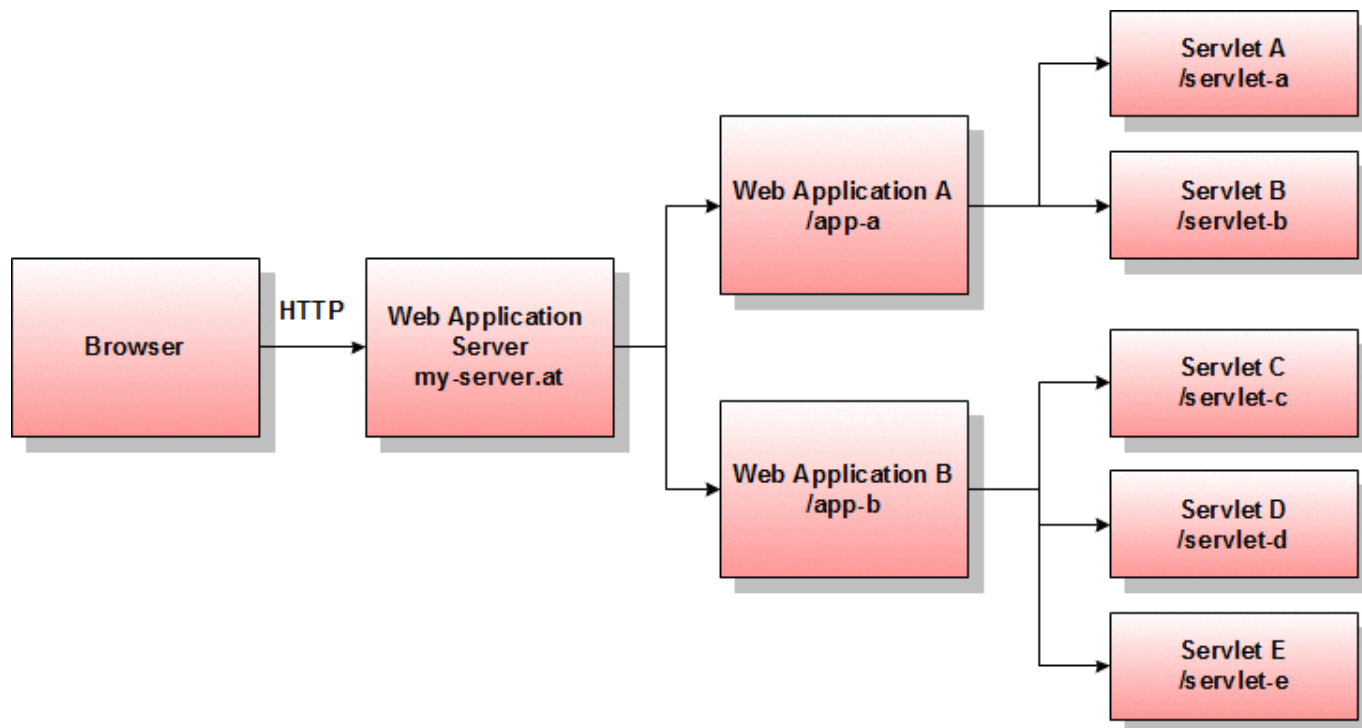 Browser
HTTP
Web Application
Server
my-server.at
Web Application A
/app-a
Web Application B
/app-b
Servlet A
/servlet-a
Servlet B
/servlet-b
Servlet C
/servlet-c
Servlet D
/servlet-d
Servlet E
/servlet-e